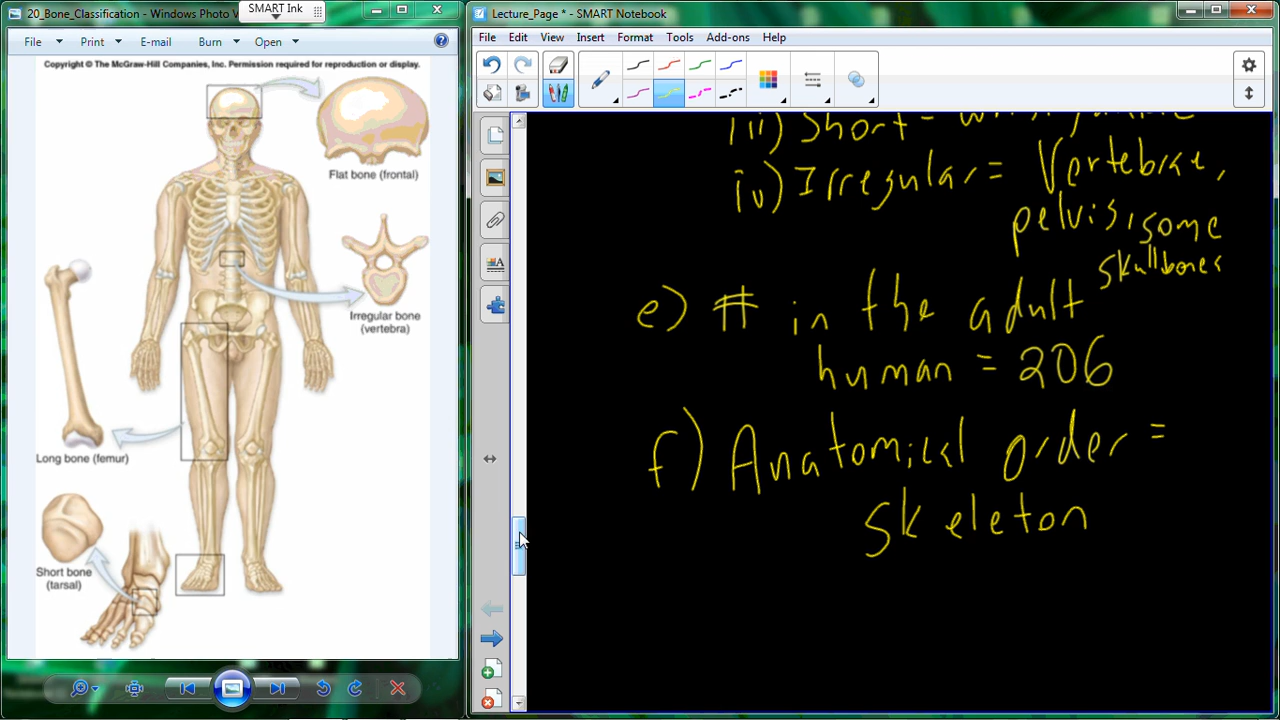 20_Bone_Classification - Windows Photo V
SMART Ink
File Print E-mail Burn Open
Copyright © The McGraw-Hill Companies, Inc. Permission required for reproduction or display.
Flat bone (frontal)
Irregular bone
(vertebra)
Long bone (femur)
Short bone
(tarsal)
Lecture_Page * - SMART Notebook
File Edit View Insert Format Tools Add-ons Help
iii) Short =
iv) Irregular = Vertebrae,
pelvis, some
skull bones
e) # in the adult
human = 206
f) Anatomical order =
Skeleton